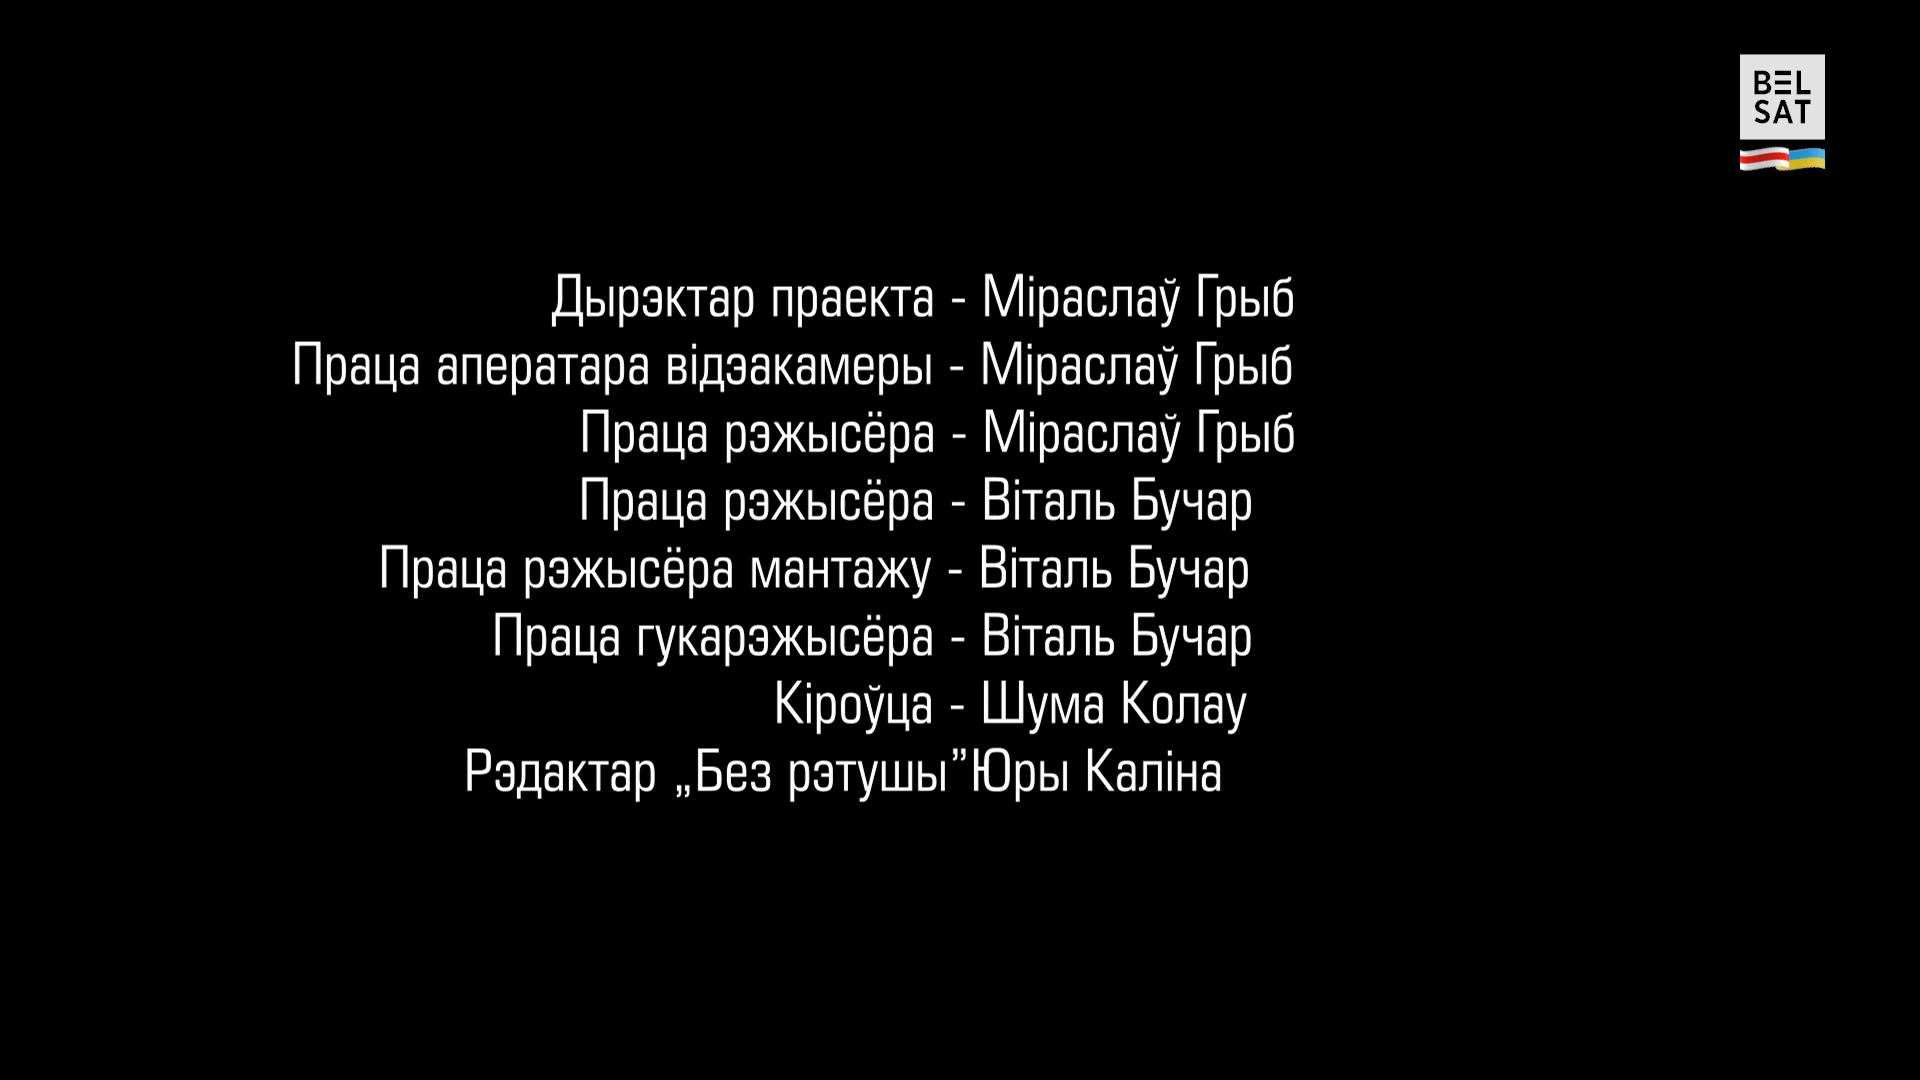 BEL
SAT
Дырэктар праекта - Міраслаў Грыб
Праца аператара відэакамеры - Міраслаў Грыб
Праца рэжысёра - Міраслаў Грыб
Праца рэжысёра - Віталь Бучар
Праца рэжысёра мантажу - Віталь Бучар
Праца гукарэжысёра - Віталь Бучар
Кіроўца - Шума Колау
Рэдактар „Без рэтушы”Юры Каліна